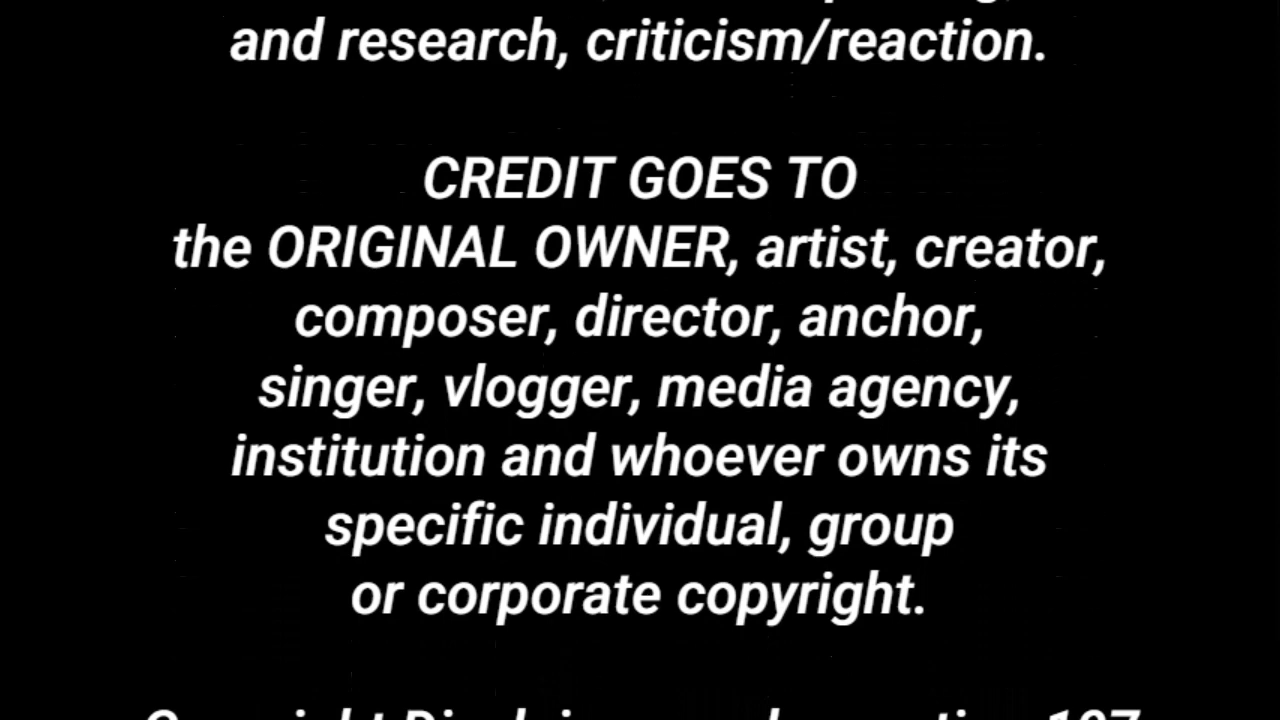 and research, criticism/reaction.
CREDIT GOES TO
the ORIGINAL OWNER, artist, creator,
composer, director, anchor,
singer, vlogger, media agency,
institution and whoever owns its
specific individual, group
or corporate copyright.